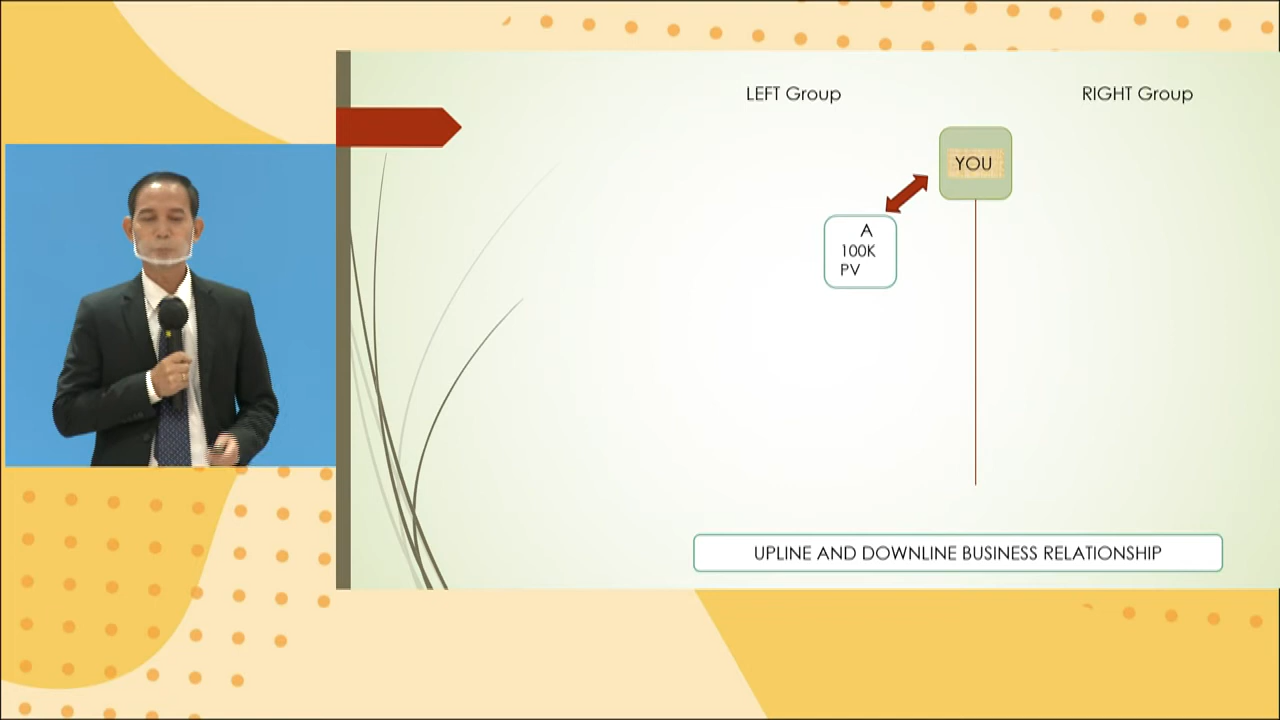 LEFT Group
RIGHT Group
YOU
A
100K
PV
UPLINE AND DOWNLINE BUSINESS RELATIONSHIP